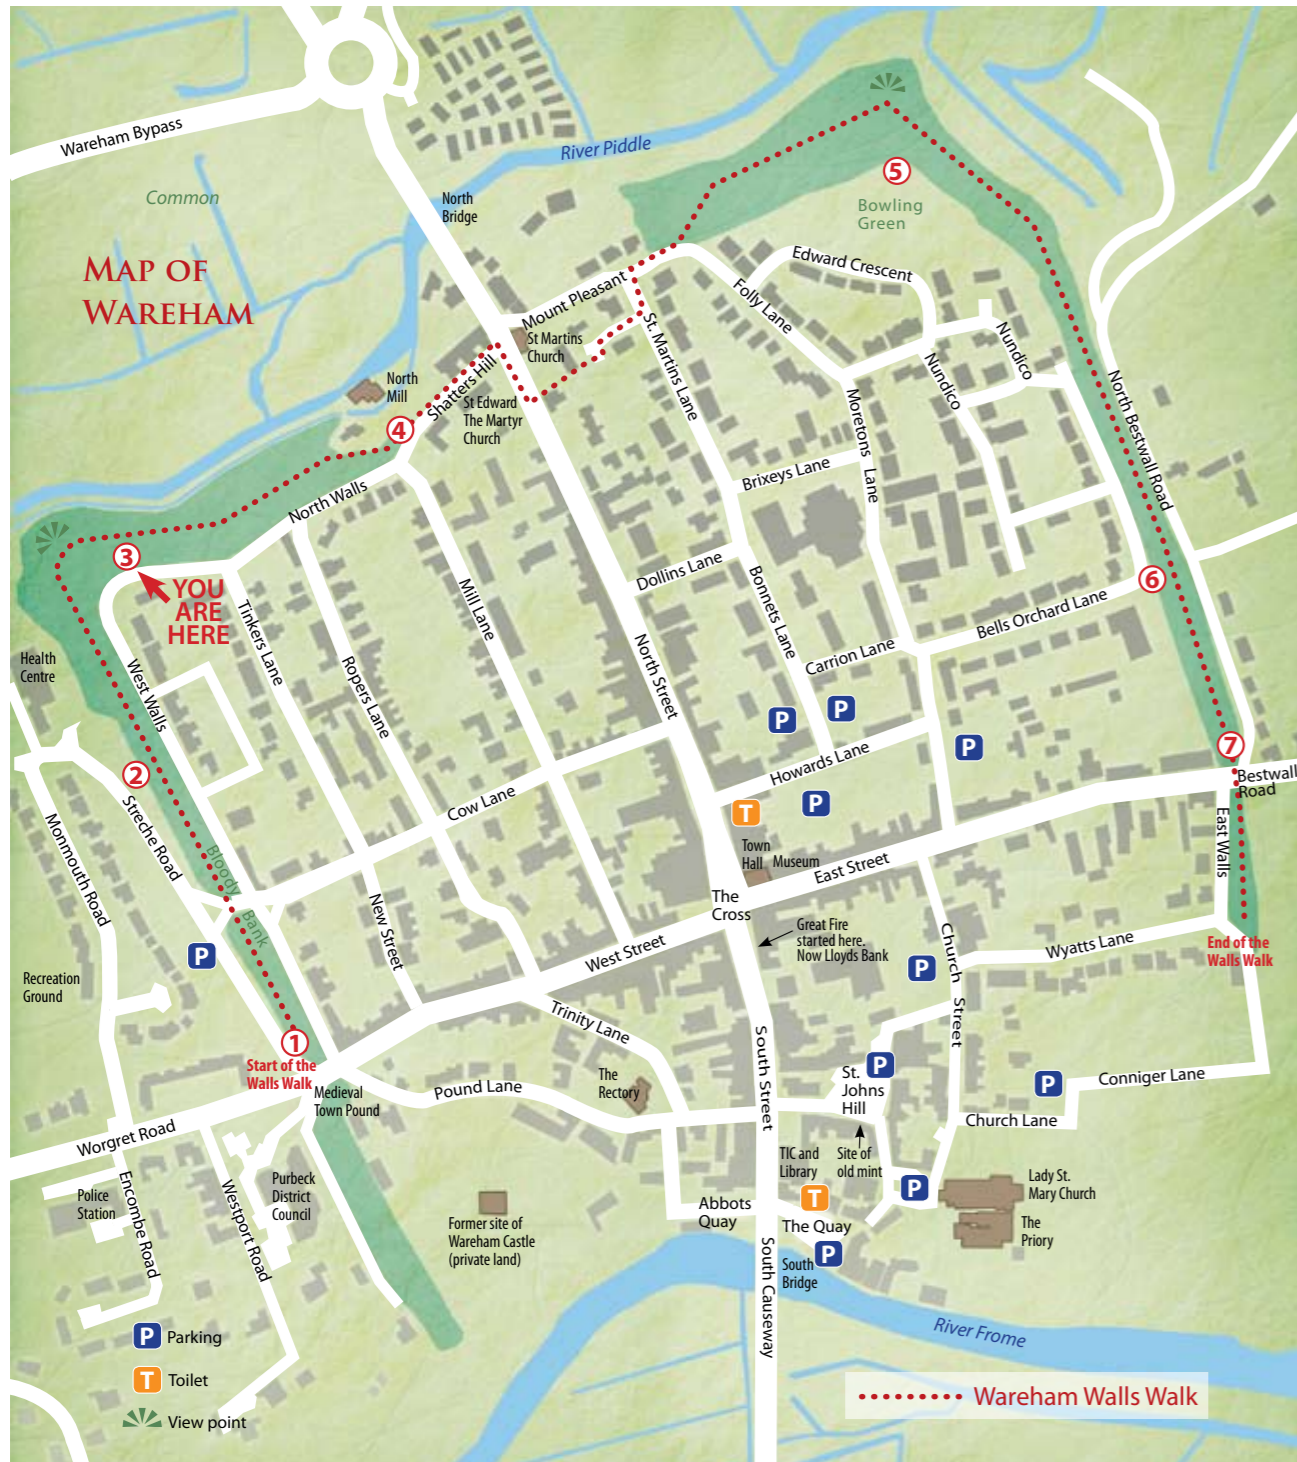 Wareham Bypass
Common
MAP OF
WAREHAM
River Piddle
North
Bridge
5
Bowling
Green
Edward Crescent
Folly Lane
Mount Pleasant
St Martins
Church
St. Martins Lane
Nundico
Nundico
North Bestwall Road
North
Mill
Shatters Hill
4
St Edward
The Martyr
Church
Moretons Lane
Brixeys Lane
North Walls
3
YOU
ARE
HERE
Tinkers Lane
Ropers Lane
Mill Lane
Dollins Lane
Bonnets Lane
6
Bells Orchard Lane
Carrion Lane
North Street
Health
Centre
West Walls
P
P
P
7
Bestwall
Road
Howards Lane
2
Streche Road
Cow Lane
T
P
Monmouth Road
Bloody
Bank
Town
Hall
Museum
East Street
East Walls
The
Cross
New Street
Great Fire
started here.
Now Lloyds Bank
West Street
Church
Street
Wyatts Lane
End of the
Walls Walk
P
P
Recreation
Ground
1
Start of the
Walls Walk
Trinity Lane
South Street
Medieval
Town Pound
Pound Lane
The
Rectory
St.
Johns
Hill
P
P
Conniger Lane
Church Lane
Worgret Road
TIC and
Library
Site of
old mint
Police
Station
Encombe Road
Westport Road
Purbeck
District
Council
Former site of
Wareham Castle
(private land)
Abbots
Quay
T
The Quay
P
Lady St.
Mary Church
The
Priory
South
Bridge
P
South Causeway
River Frome
P Parking
T Toilet
View point
Wareham Walls Walk